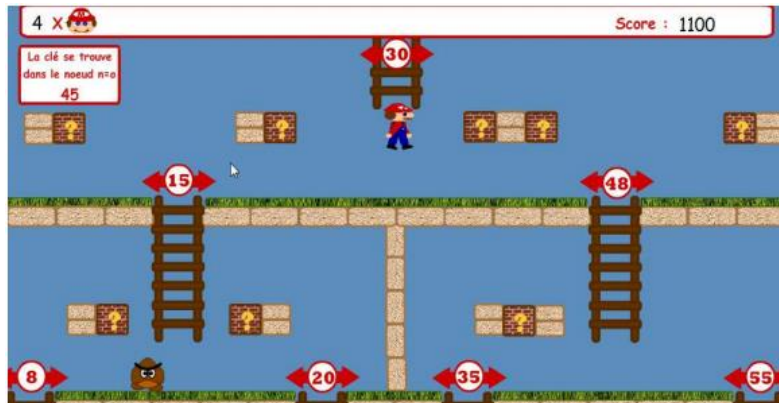 4 x
Score : 1100
La clé se trouve
dans le noeud n=o
45
30
? ? ? ? ?
15
48
? ? ?
8
20
35
55